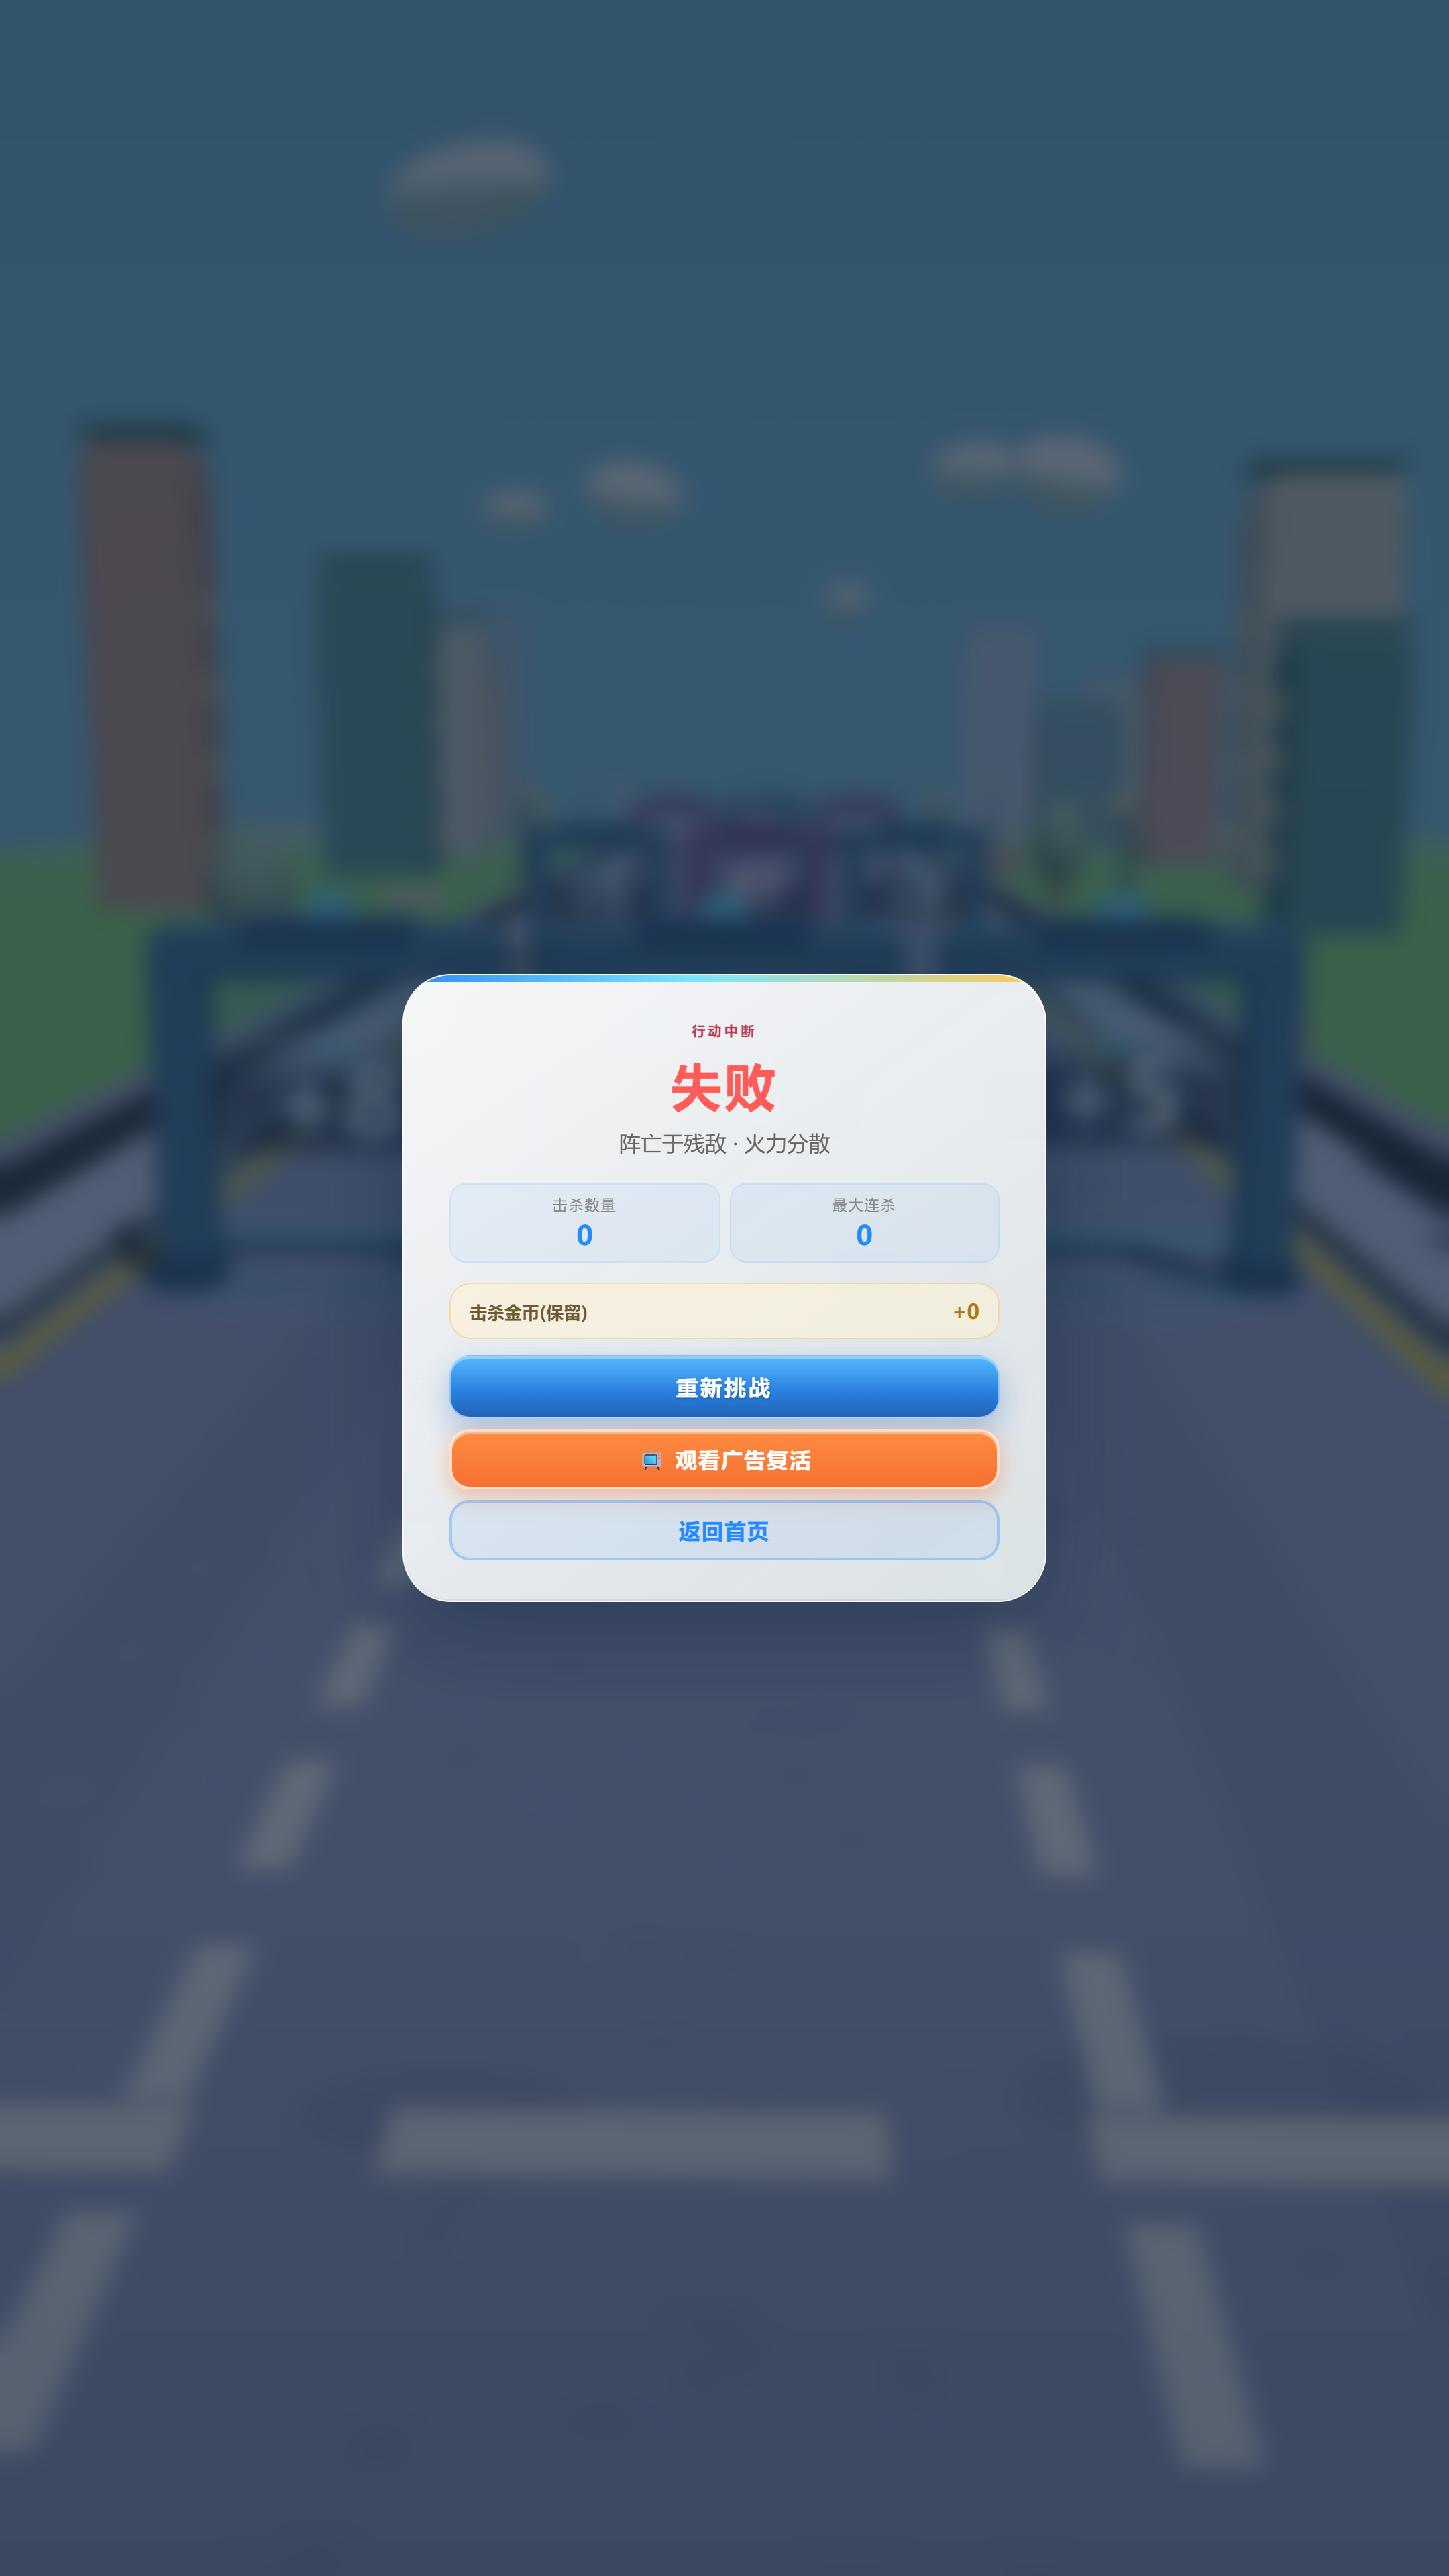 行动中断
失败
阵亡于残敌 · 火力分散
击杀数量
0
最大连杀
0
击杀金币(保留)
+0
重新挑战
观看广告复活
返回首页